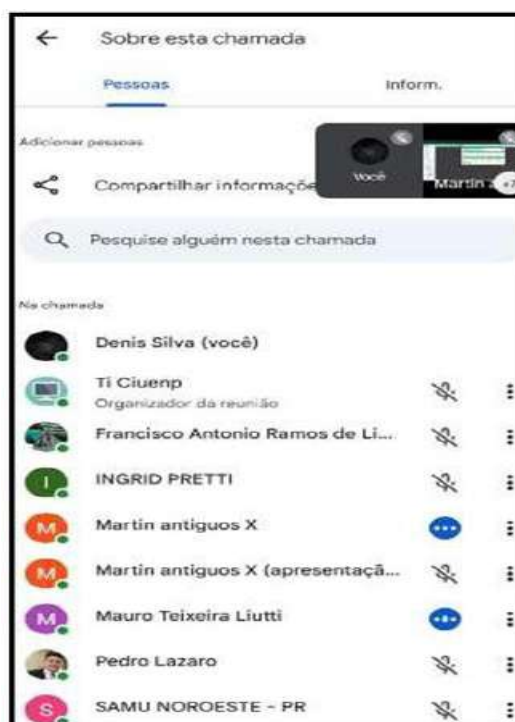 Sobre esta chamada
Pessoas Inform.
Adicionar pessoas
Compartilhar informaçõe
Você
Martin
+7
Pesquise alguém nesta chamada
Na chamada
Denis Silva (você)
Ti Ciuenp
Organizador da reunião
Francisco Antonio Ramos de Li...
I
INGRID PRETTI
M
Martin antiguos X
M
Martin antiguos X (apresentaçã...
M
Mauro Teixeira Liutti
Pedro Lazaro
S
SAMU NOROESTE - PR